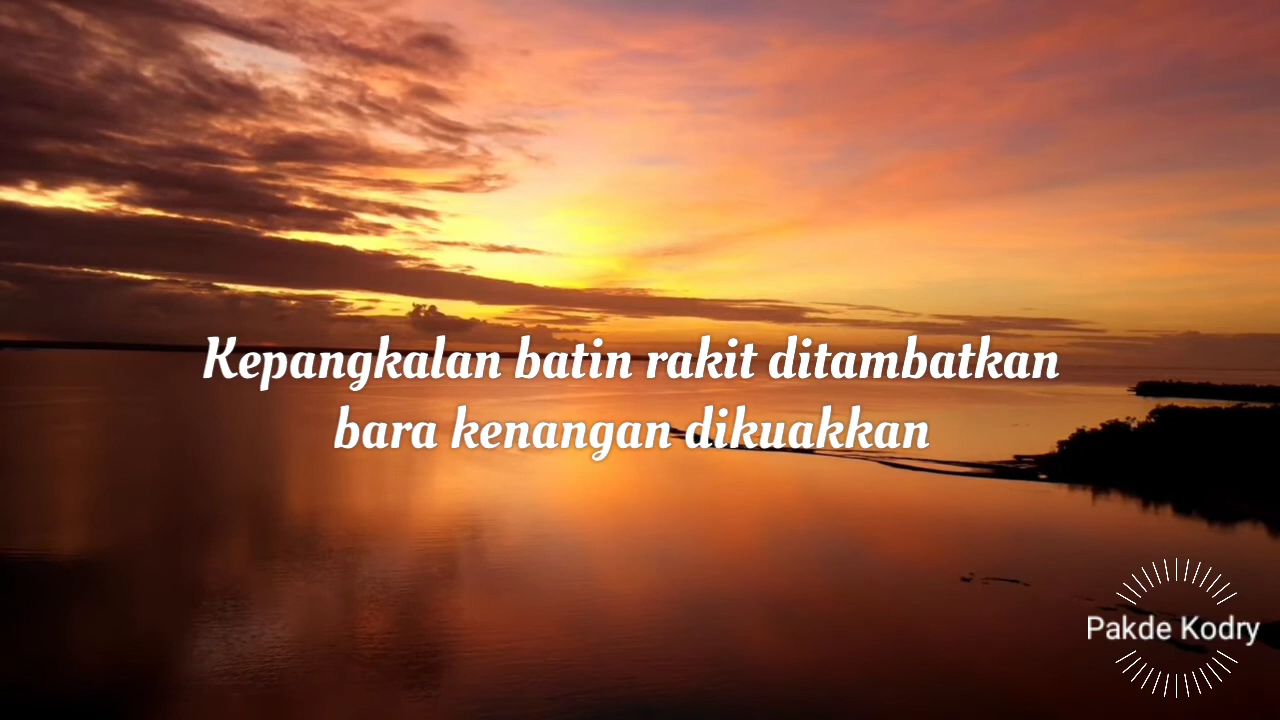 Kepangkalan batin rakit ditambatkan
bara kenangan dikuakkan
Pakde Kodry